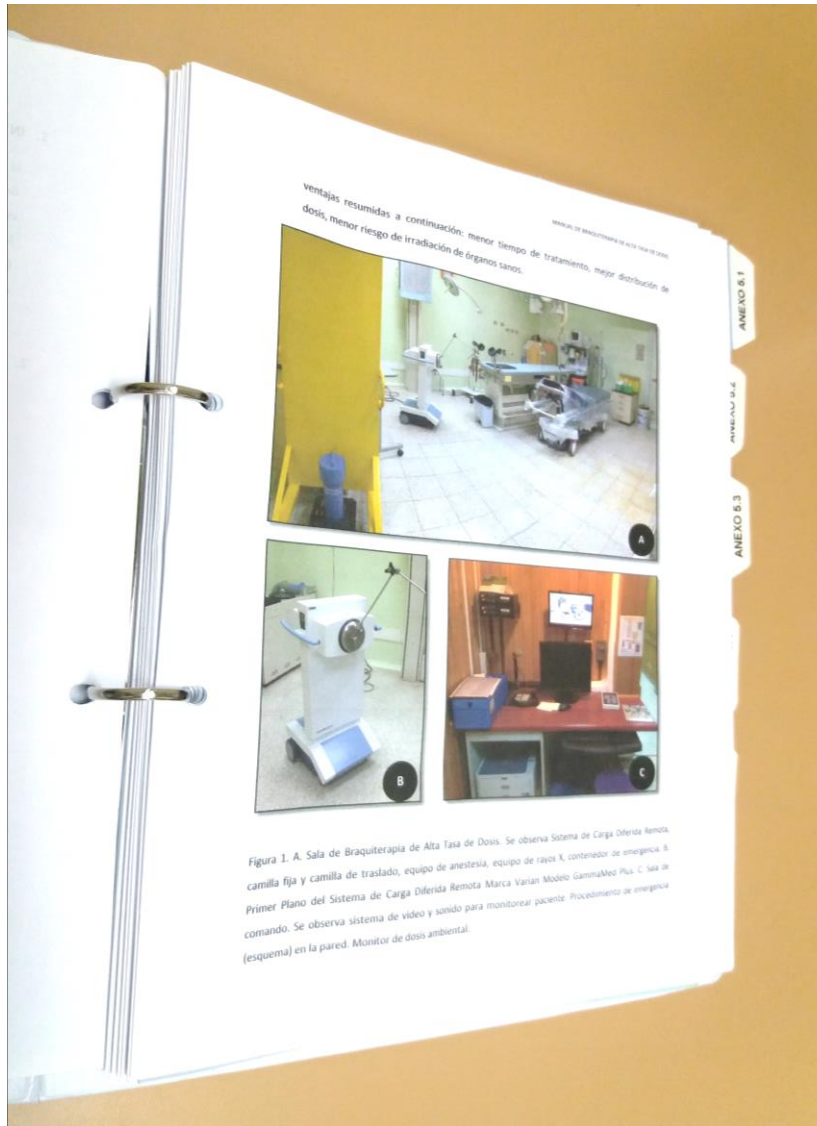 MANUAL DE BRAQUITERAPIA DE ALTA TASA DE DOSIS
ventajas resumidas a continuación: menor tiempo de tratamiento, mejor distribución de
dosis, menor riesgo de irradiación de órganos sanos.
A
B
C
Figura 1. A. Sala de Braquiterapia de Alta Tasa de Dosis. Se observa Sistema de Carga Diferida Remota,
camilla fija y camilla de traslado, equipo de anestesia, equipo de rayos X, contenedor de emergencia. B.
Primer Plano del Sistema de Carga Diferida Remota Marca Varian Modelo GammaMed Plus. C. Sala de
comando. Se observa sistema de video y sonido para monitorear paciente. Procedimiento de emergencia
(esquema) en la pared. Monitor de dosis ambiental.
ANEXO 5.1
ANEXO 5.2
ANEXO 5.3